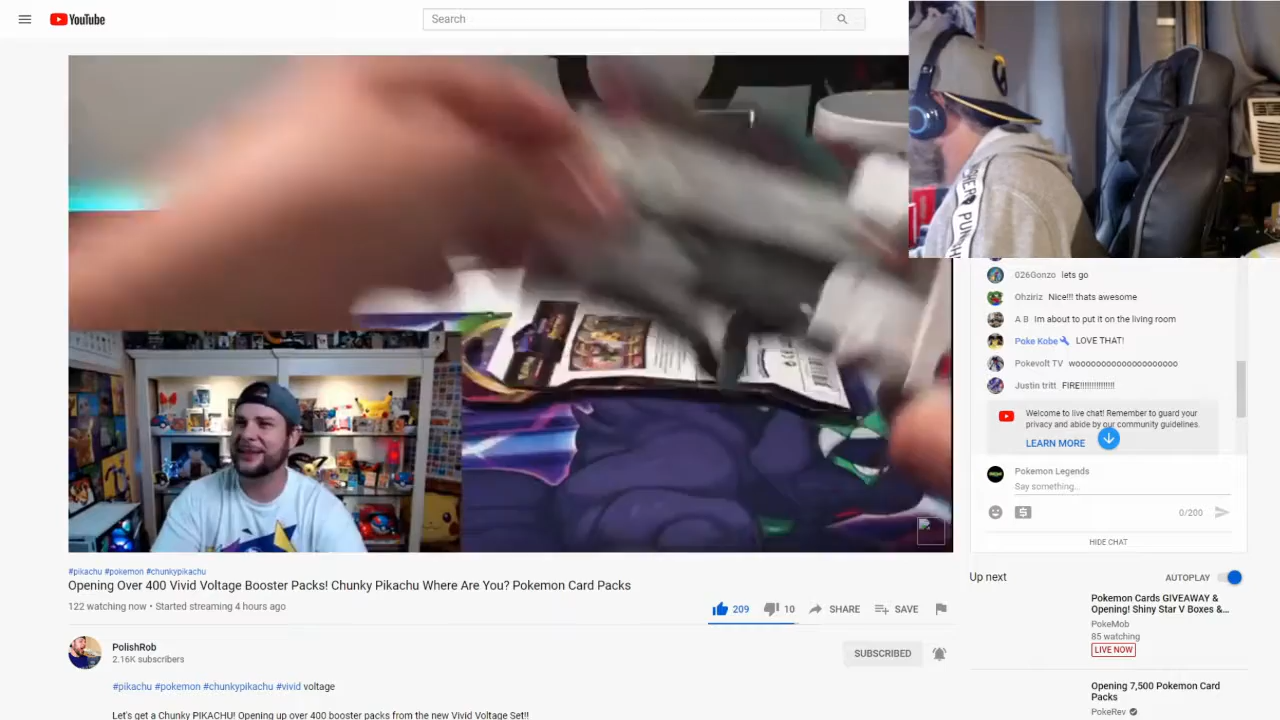 YouTube
Search
PUNISHER
026Gonzo lets go
Ohziriz Nice!!! thats awesome
A B Im about to put it on the living room
Poke Kobe LOVE THAT!
Pokevolt TV wooooooooooooooooooooo
Justin tritt FIRE!!!!!!!!!!!!!!!
Welcome to live chat! Remember to guard your
privacy and abide by our community guidelines.
LEARN MORE
Pokemon Legends
Say something...
0/200
HIDE CHAT
#pikachu #pokemon #chunkypikachu
Opening Over 400 Vivid Voltage Booster Packs! Chunky Pikachu Where Are You? Pokemon Card Packs
122 watching now • Started streaming 4 hours ago
209 10 SHARE SAVE
PolishRob
2.16K subscribers
SUBSCRIBED
#pikachu #pokemon #chunkypikachu #vivid voltage
Let's get a Chunky PIKACHU! Opening up over 400 booster packs from the new Vivid Voltage Set!!
Up next
AUTOPLAY
Pokemon Cards GIVEAWAY &
Opening! Shiny Star V Boxes &...
PokeMob
85 watching
LIVE NOW
Opening 7,500 Pokemon Card
Packs
PokeRev